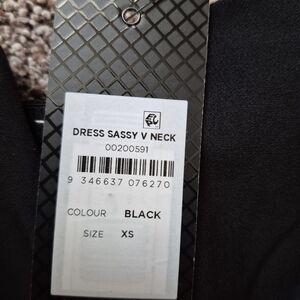 DRESS SASSY V NECK
00200591
9 346637 076270
COLOUR BLACK
SIZE XS